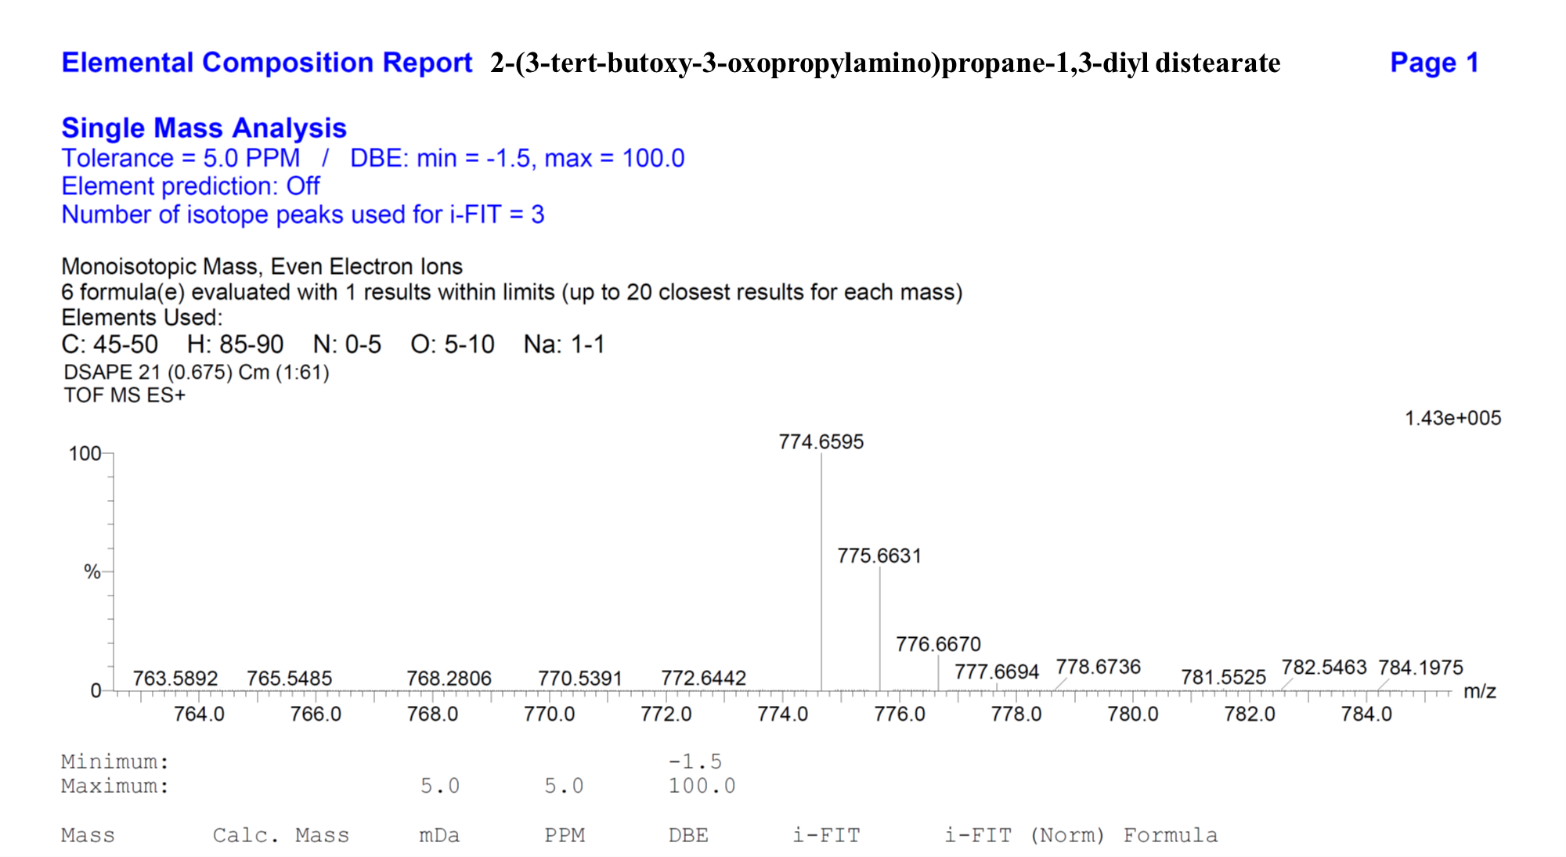 Elemental Composition Report 2-(3-tert-butoxy-3-oxopropylamino)propane-1,3-diyl distearate Page 1
Single Mass Analysis
Tolerance = 5.0 PPM / DBE: min = -1.5, max = 100.0
Element prediction: Off
Number of isotope peaks used for i-FIT = 3
Monoisotopic Mass, Even Electron Ions
6 formula(e) evaluated with 1 results within limits (up to 20 closest results for each mass)
Elements Used:
C: 45-50 H: 85-90 N: 0-5 O: 5-10 Na: 1-1
DSAPE 21 (0.675) Cm (1:61)
TOF MS ES+
1.43e+005
774.6595
100
775.6631
%
776.6670
763.5892 765.5485 768.2806 770.5391 772.6442 777.6694 778.6736 781.5525 782.5463 784.1975
0
m/z
764.0 766.0 768.0 770.0 772.0 774.0 776.0 778.0 780.0 782.0 784.0
Minimum: -1.5
Maximum: 5.0 5.0 100.0
Mass Calc. Mass mDa PPM DBE i-FIT i-FIT (Norm) Formula